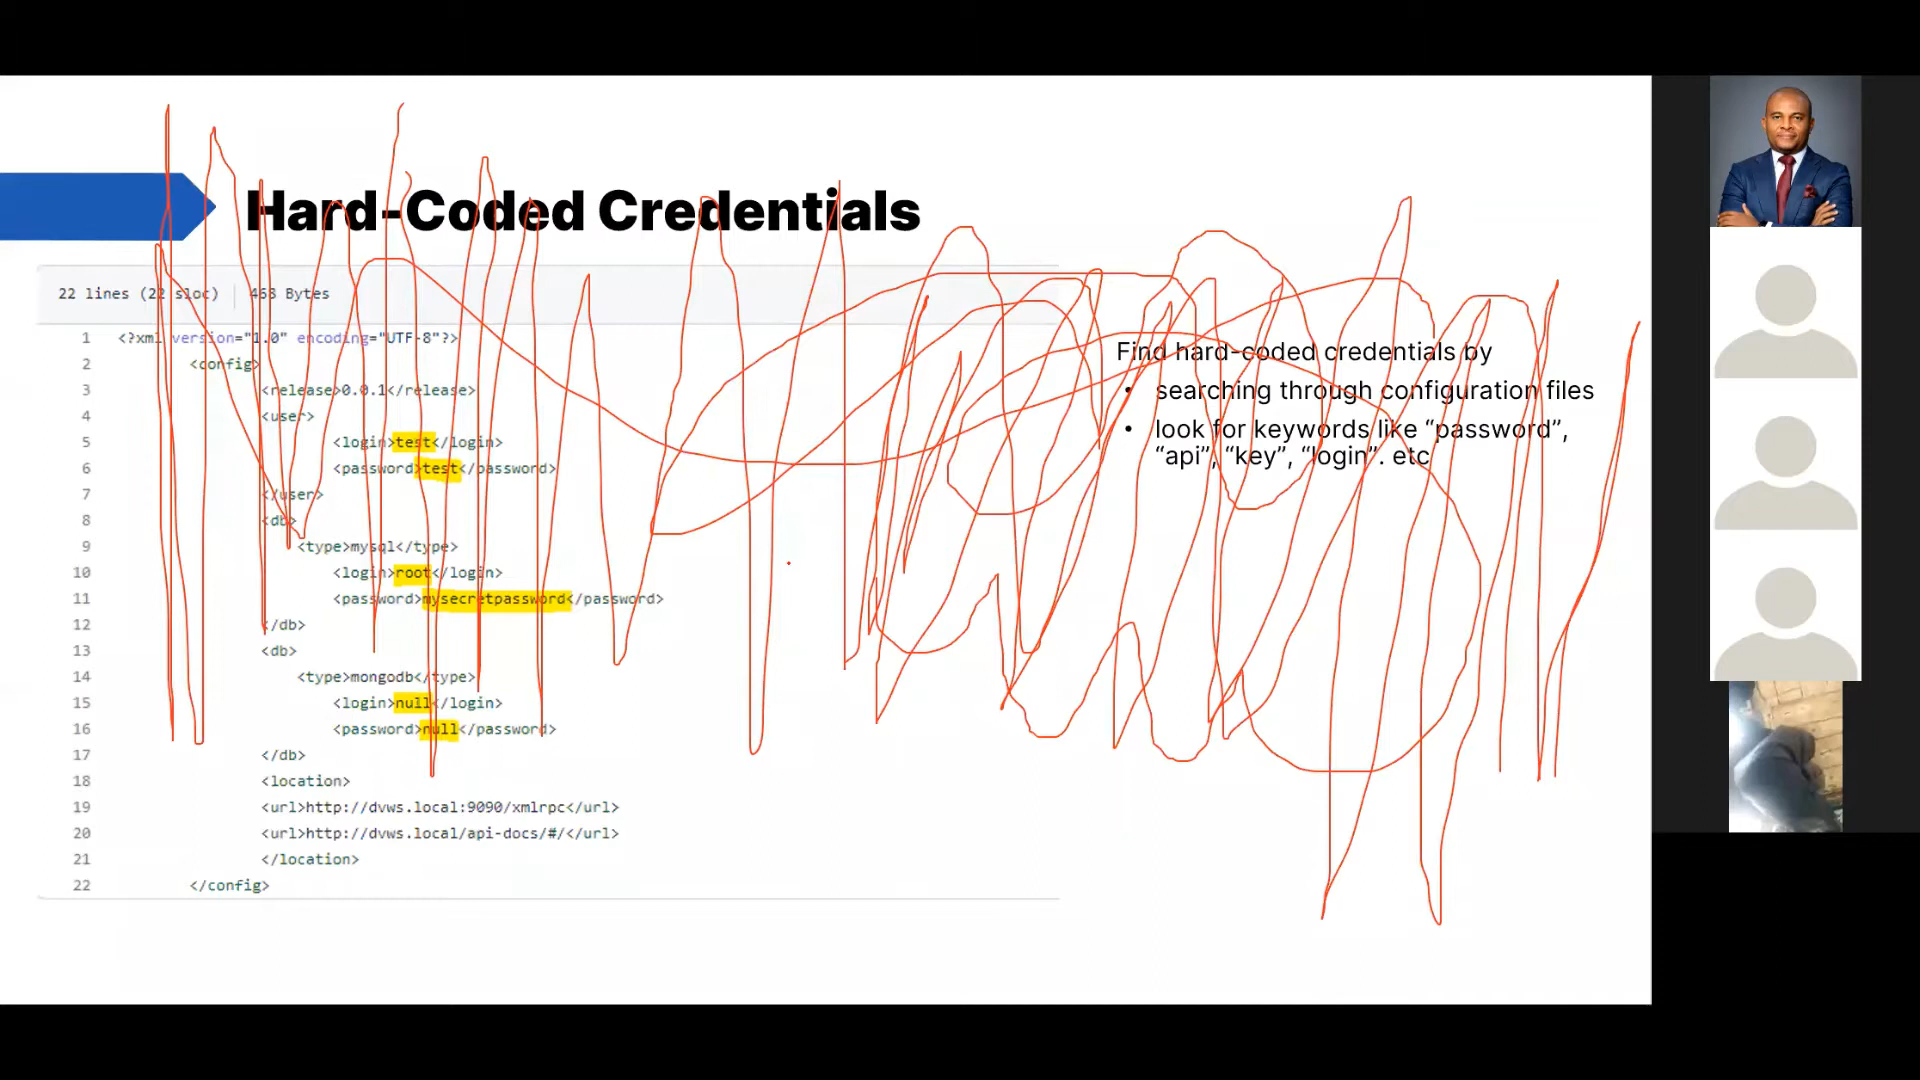 Hard-Coded Credentials
22 lines (22 sloc) 468 Bytes
1 <?xml version="1.0" encoding="UTF-8"?>
2 <config>
3 <release>0.0.1</release>
4 <user>
5 <login>test</login>
6 <password>test</password>
7 </user>
8 <db>
9 <type>mysql</type>
10 <login>root</login>
11 <password>mysecretpassword</password>
12 </db>
13 <db>
14 <type>mongodb</type>
15 <login>null</login>
16 <password>null</password>
17 </db>
18 <location>
19 <url>http://dvws.local:9090/xmlrpc</url>
20 <url>http://dvws.local/api-docs/#/</url>
21 </location>
22 </config>
Find hard-coded credentials by
• searching through configuration files
• look for keywords like “password”,
“api”, “key”, “login”. etc